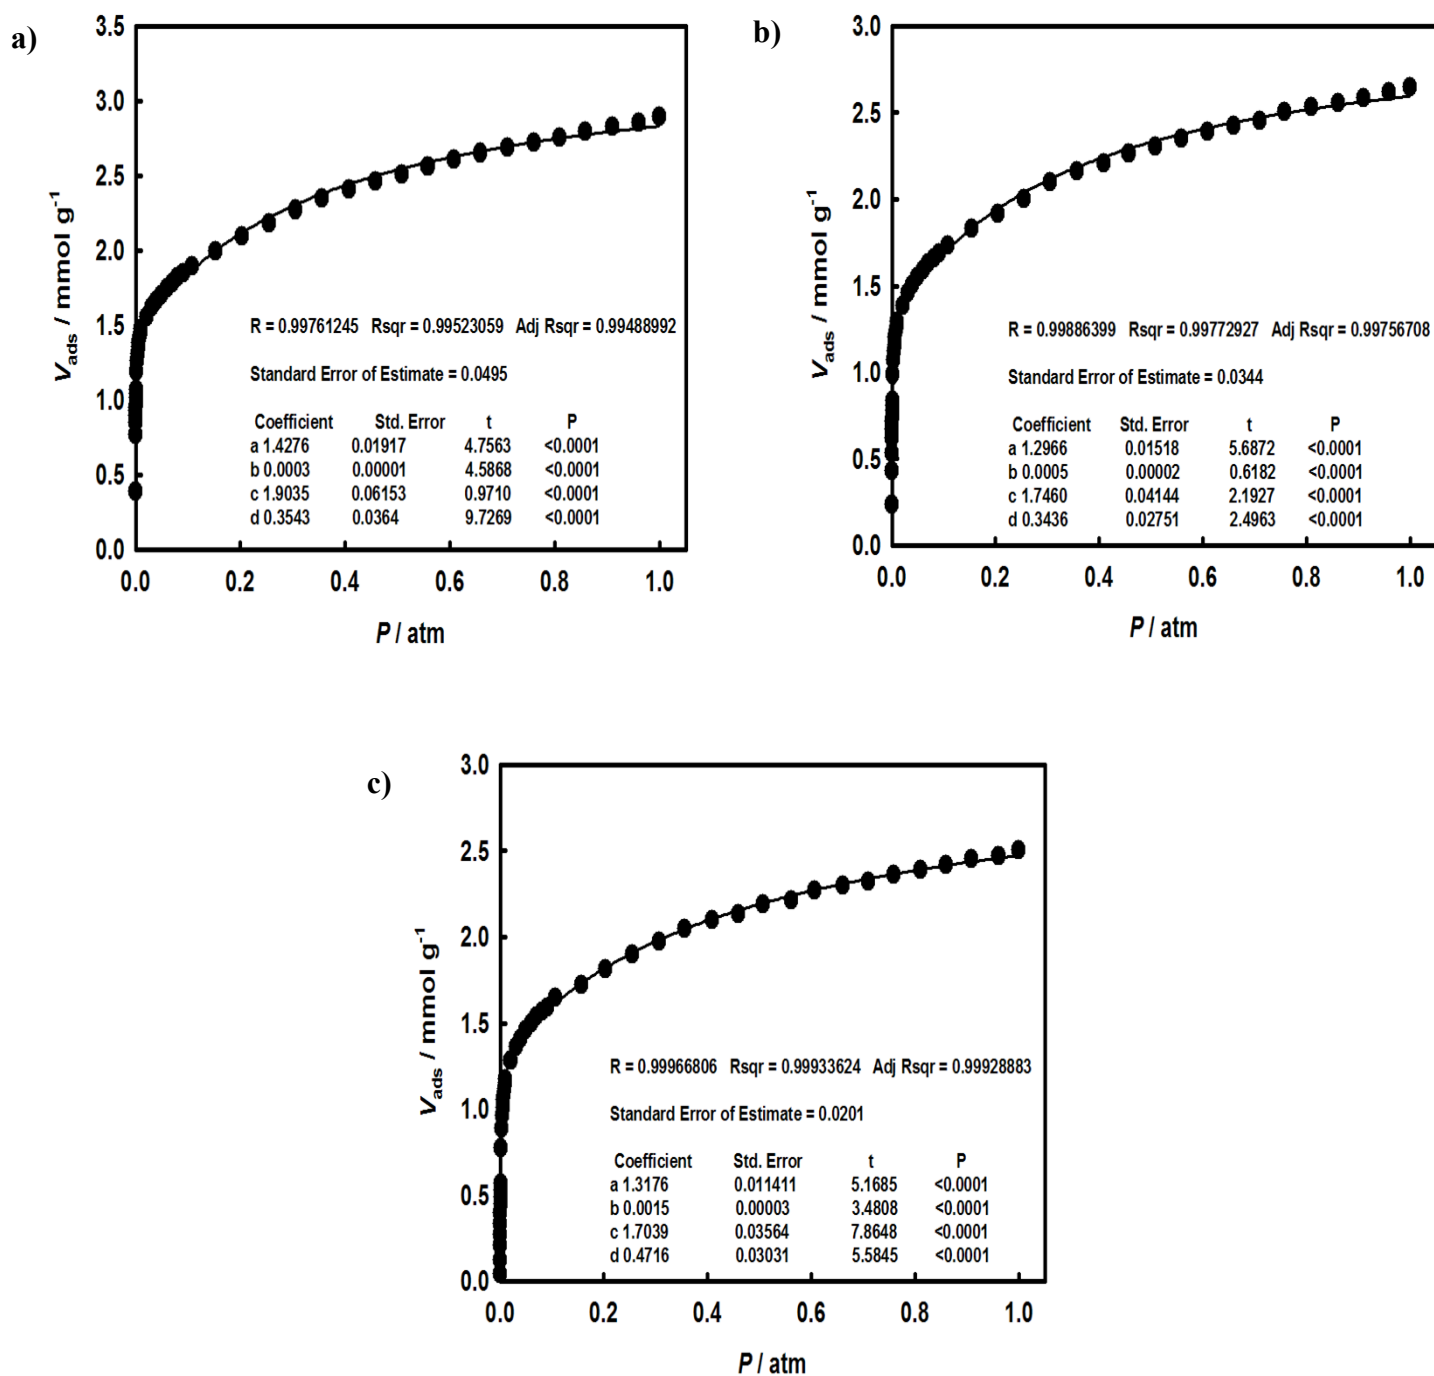 a)
3.5
3.0
2.5
2.0
1.5
1.0
0.5
0.0
V_ads / mmol g⁻¹
R = 0.99761245 Rsqr = 0.99523059 Adj Rsqr = 0.99488992
Standard Error of Estimate = 0.0495
Coefficient Std. Error t P
a 1.4276 0.01917 4.7563 <0.0001
b 0.0003 0.00001 4.5868 <0.0001
c 1.9035 0.06153 0.9710 <0.0001
d 0.3543 0.0364 9.7269 <0.0001
0.0 0.2 0.4 0.6 0.8 1.0
P / atm
b)
3.0
2.5
2.0
1.5
1.0
0.5
0.0
V_ads / mmol g⁻¹
R = 0.99886399 Rsqr = 0.99772927 Adj Rsqr = 0.99756708
Standard Error of Estimate = 0.0344
Coefficient Std. Error t P
a 1.2966 0.01518 5.6872 <0.0001
b 0.0005 0.00002 0.6182 <0.0001
c 1.7460 0.04144 2.1927 <0.0001
d 0.3436 0.02751 2.4963 <0.0001
0.0 0.2 0.4 0.6 0.8 1.0
P / atm
c)
3.0
2.5
2.0
1.5
1.0
0.5
0.0
V_ads / mmol g⁻¹
R = 0.99966806 Rsqr = 0.99933624 Adj Rsqr = 0.99928883
Standard Error of Estimate = 0.0201
Coefficient Std. Error t P
a 1.3176 0.011411 5.1685 <0.0001
b 0.0015 0.00003 3.4808 <0.0001
c 1.7039 0.03564 7.8648 <0.0001
d 0.4716 0.03031 5.5845 <0.0001
0.0 0.2 0.4 0.6 0.8 1.0
P / atm